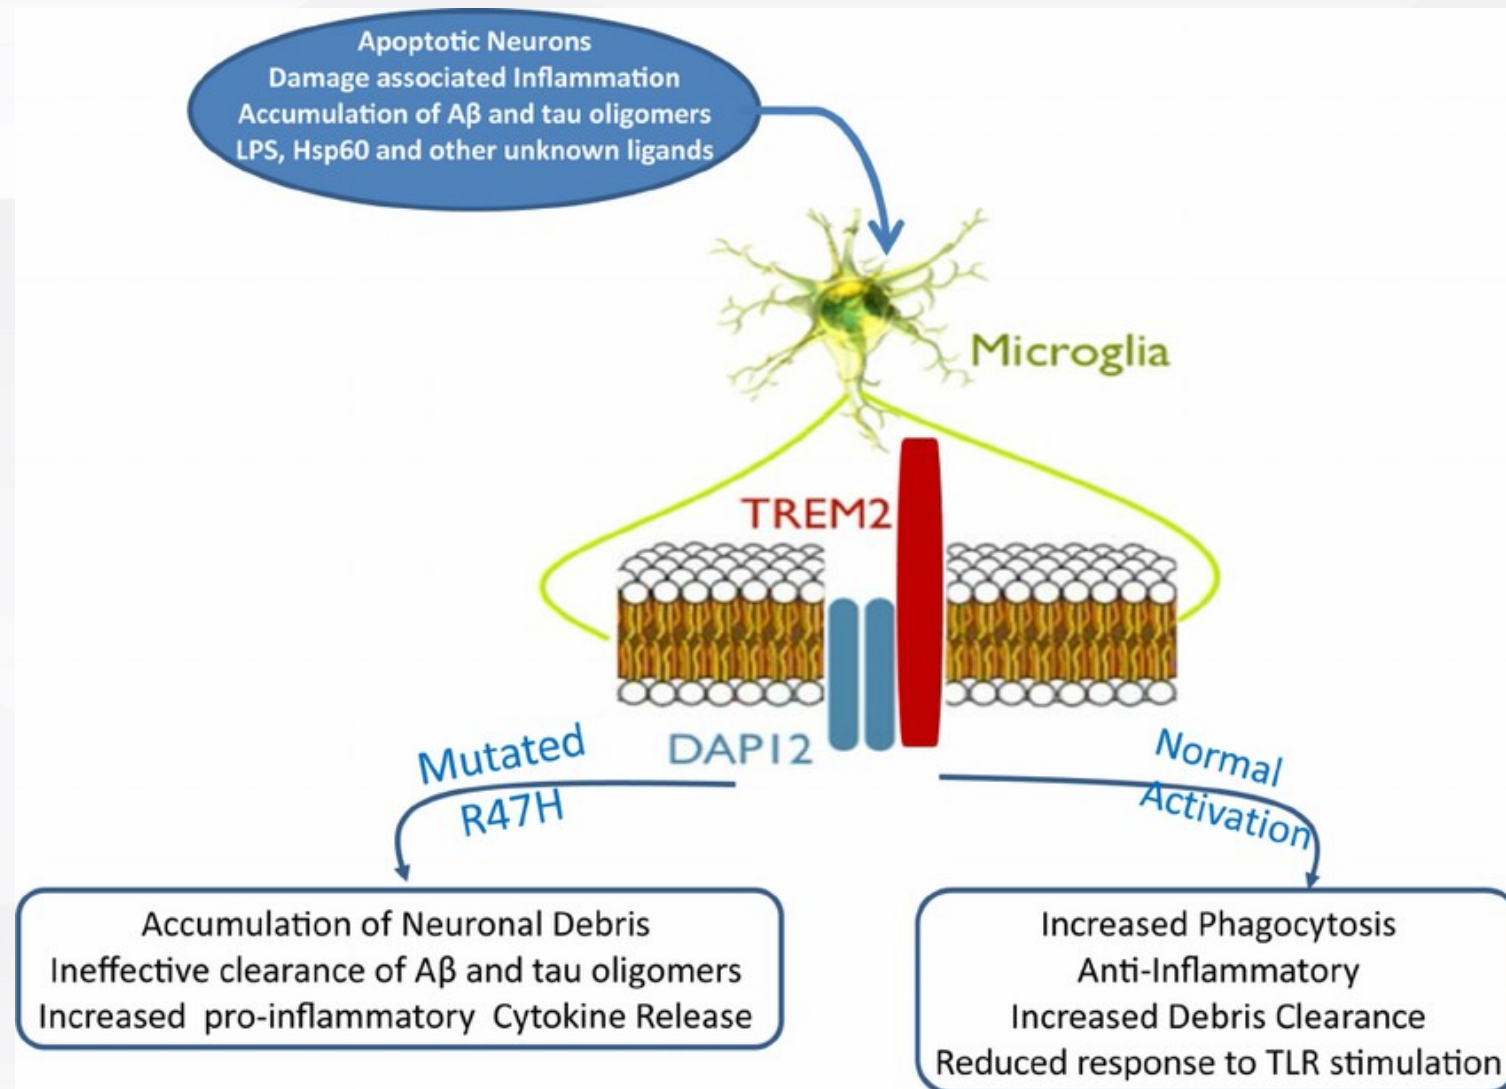 Apoptotic Neurons
Damage associated Inflammation
Accumulation of Aβ and tau oligomers
LPS, Hsp60 and other unknown ligands
Microglia
TREM2
DAP12
Mutated
R47H
Normal
Activation
Accumulation of Neuronal Debris
Ineffective clearance of Aβ and tau oligomers
Increased pro-inflammatory Cytokine Release
Increased Phagocytosis
Anti-Inflammatory
Increased Debris Clearance
Reduced response to TLR stimulation